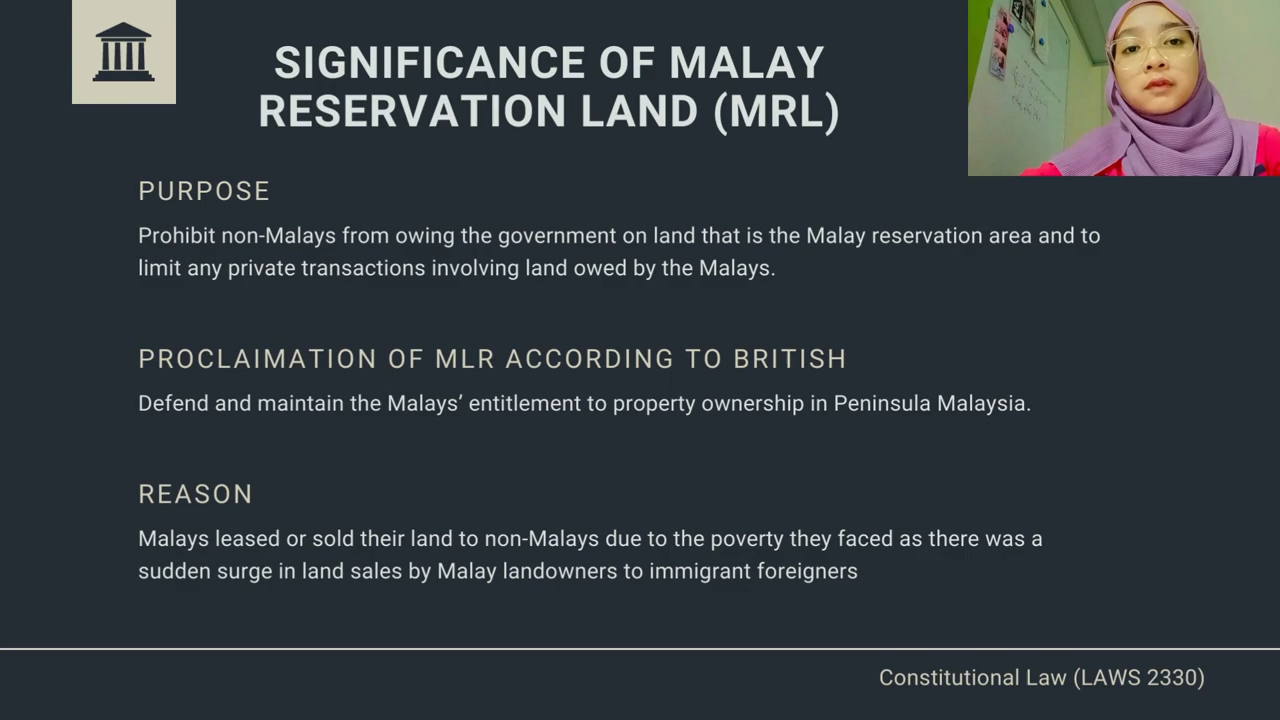 SIGNIFICANCE OF MALAY
RESERVATION LAND (MRL)
PURPOSE
Prohibit non-Malays from owing the government on land that is the Malay reservation area and to
limit any private transactions involving land owed by the Malays.
PROCLAIMATION OF MLR ACCORDING TO BRITISH
Defend and maintain the Malays’ entitlement to property ownership in Peninsula Malaysia.
REASON
Malays leased or sold their land to non-Malays due to the poverty they faced as there was a
sudden surge in land sales by Malay landowners to immigrant foreigners
Constitutional Law (LAWS 2330)